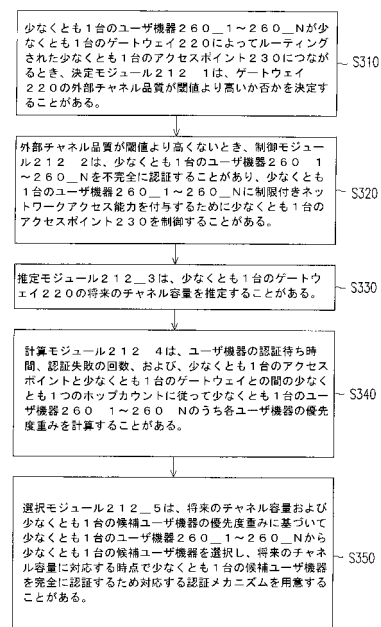 少なくとも1台のユーザ機器260_1~260_Nが少
なくとも1台のゲートウェイ220によってルーティング
された少なくとも1台のアクセスポイント230につな
がるとき、決定モジュール212 1は、ゲートウェイ
220の外部チャネル品質が閾値より高いか否かを決定す
ることがある。
S310
外部チャネル品質が閾値より高くないとき、制御モジュー
ル212 2は、少なくとも1台のユーザ機器260 1
~260_Nを不完全に認証することがあり、少なくとも
1台のユーザ機器260_1~260_Nに制限付きネッ
トワークアクセス能力を付与するために少なくとも1台の
アクセスポイント230を制御することがある。
S320
推定モジュール212_3は、少なくとも1台のゲートウ
ェイ220の将来のチャネル容量を推定することがある。
S330
計算モジュール212 4は、ユーザ機器の認証待ち時
間、認証失敗の回数、および、少なくとも1台のアクセス
ポイントと少なくとも1台のゲートウェイとの間の少なく
とも1つのホップカウントに従って少なくとも1台のユー
ザ機器260 1~260 Nのうち各ユーザ機器の優先
度重みを計算することがある。
S340
選択モジュール212_5は、将来のチャネル容量および
少なくとも1台の候補ユーザ機器の優先度重みに基づいて
少なくとも1台のユーザ機器260_1~260_Nから
少なくとも1台の候補ユーザ機器を選択し、将来のチャネ
ル容量に対応する時点で少なくとも1台の候補ユーザ機器
を完全に認証するため対応する認証メカニズムを用意する
ことがある。
S350